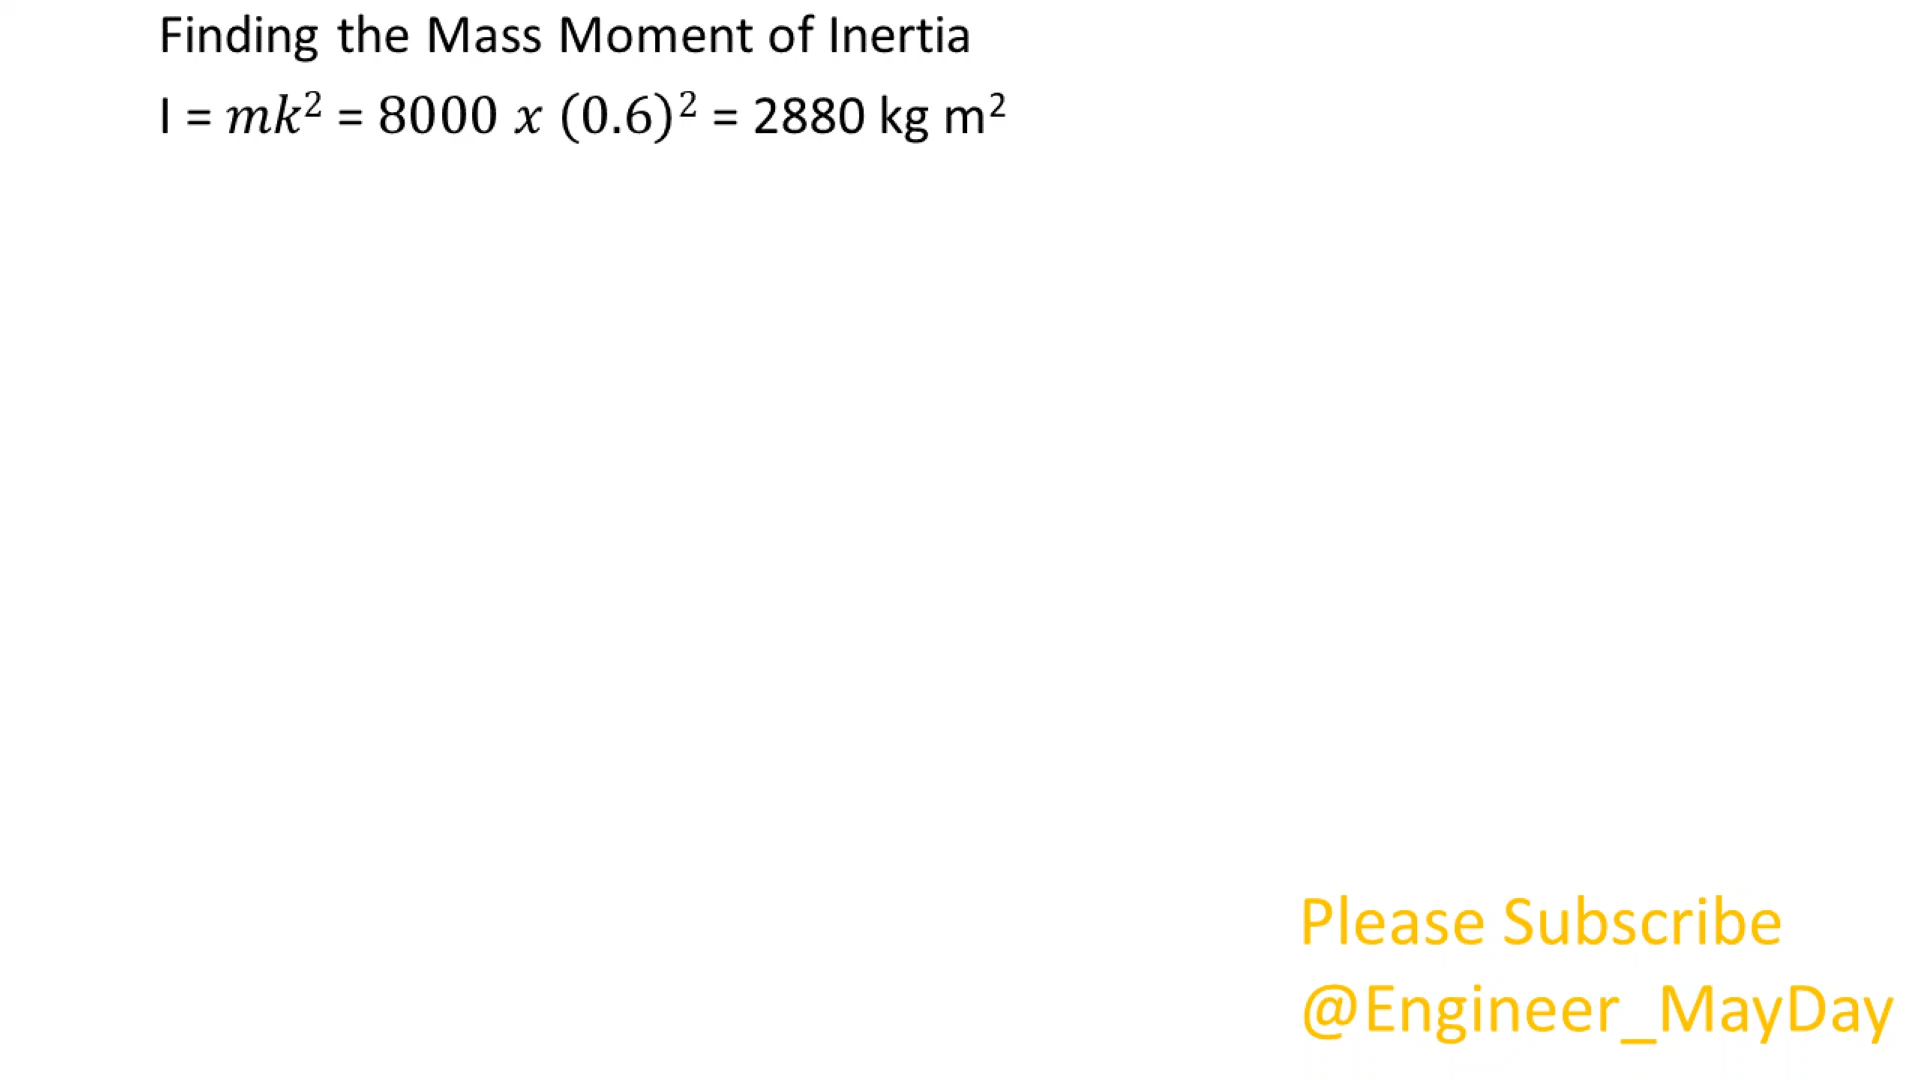 Finding the Mass Moment of Inertia
I = 𝑚𝑘² = 8000 𝑥 (0.6)² = 2880 kg m²
Please Subscribe
@Engineer_MayDay